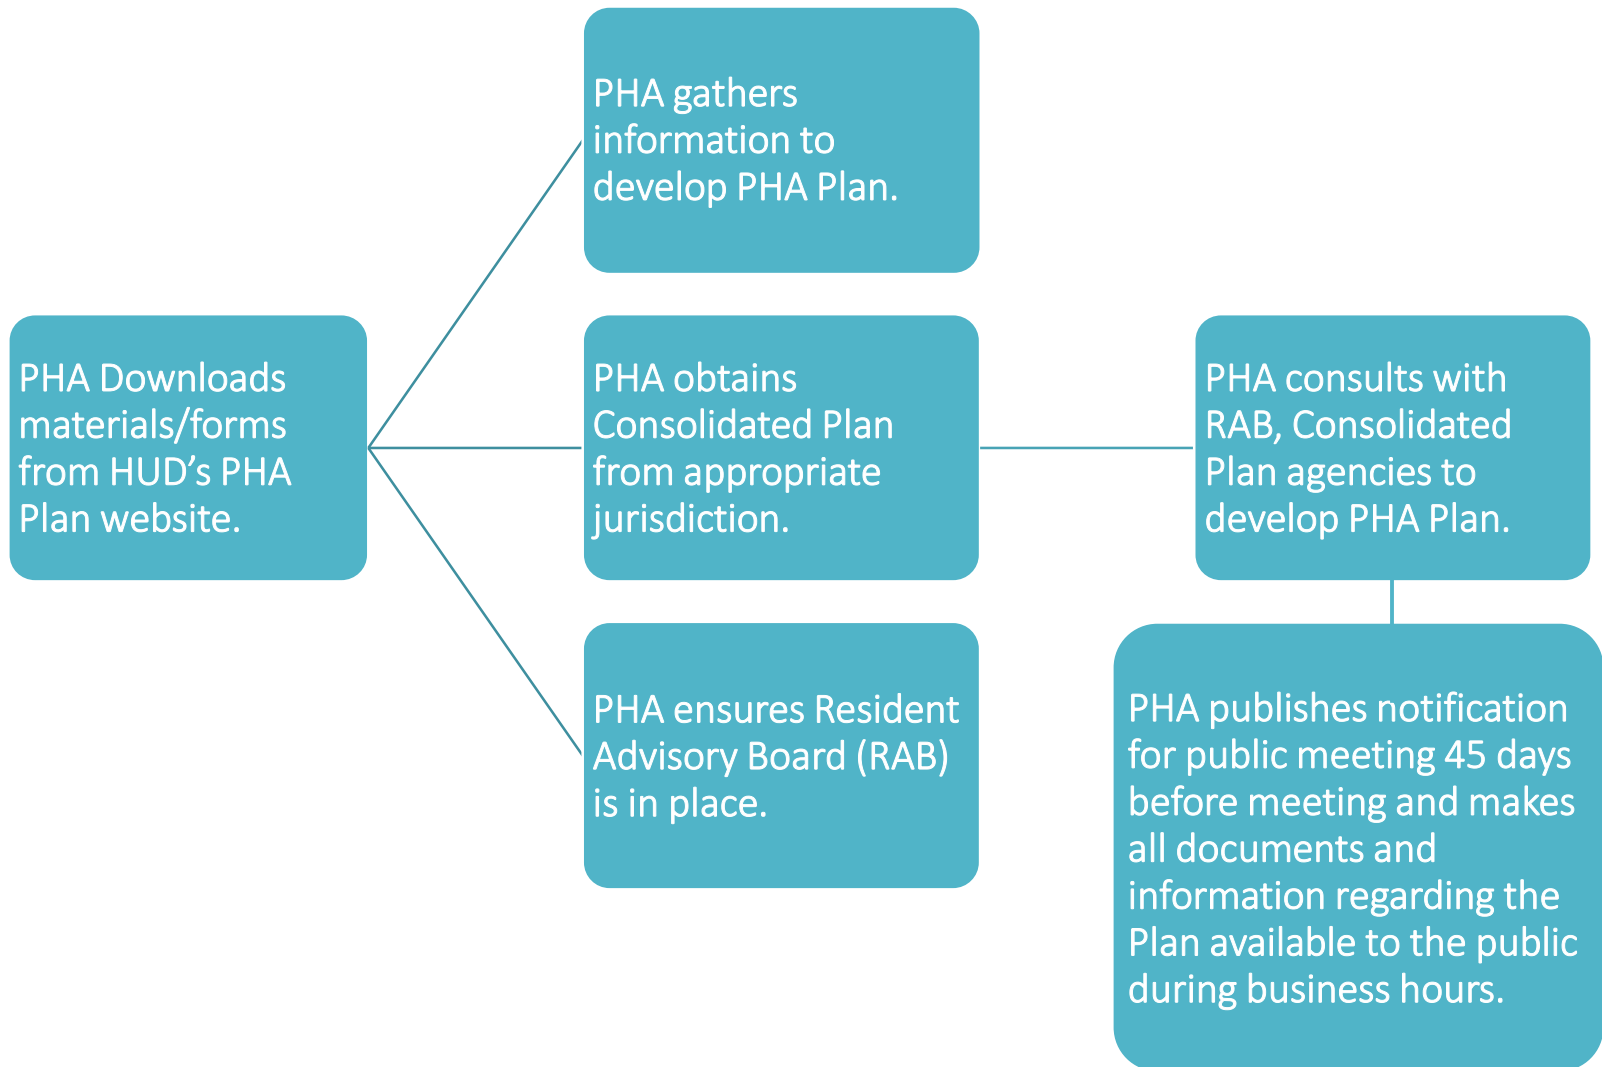 PHA Downloads
materials/forms
from HUD’s PHA
Plan website.
PHA gathers
information to
develop PHA Plan.
PHA obtains
Consolidated Plan
from appropriate
jurisdiction.
PHA ensures Resident
Advisory Board (RAB)
is in place.
PHA consults with
RAB, Consolidated
Plan agencies to
develop PHA Plan.
PHA publishes notification
for public meeting 45 days
before meeting and makes
all documents and
information regarding the
Plan available to the public
during business hours.